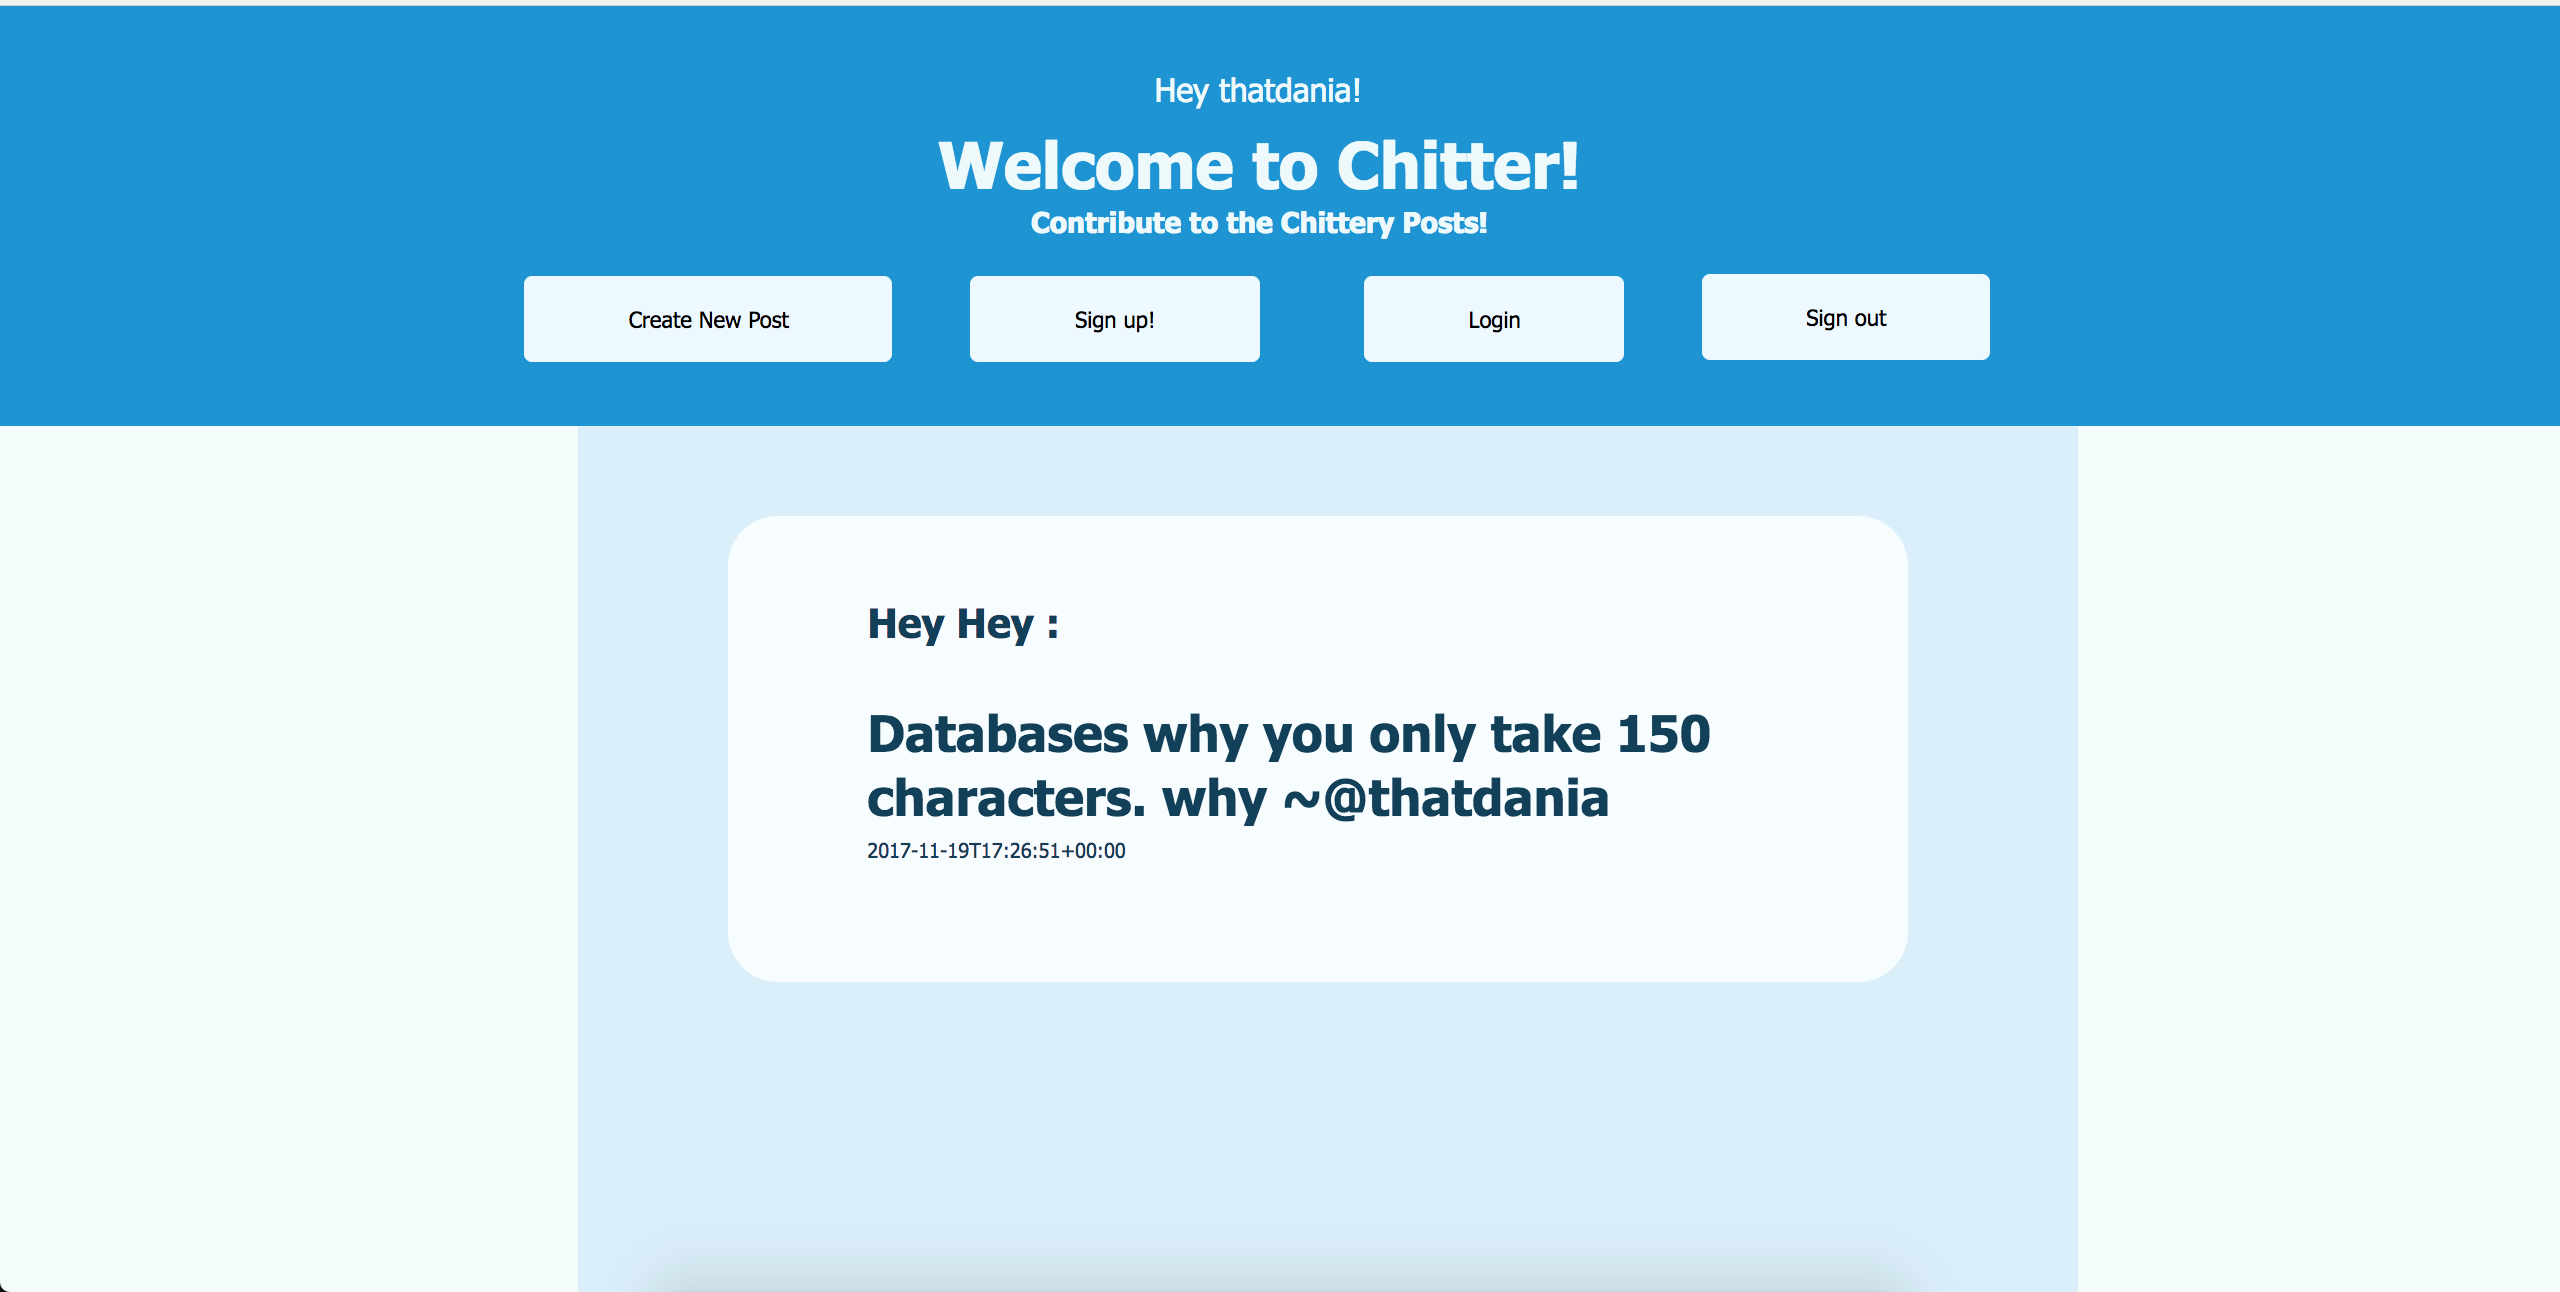 Hey thatdania!
Welcome to Chitter!
Contribute to the Chittery Posts!
Create New Post Sign up! Login Sign out
Hey Hey :
Databases why you only take 150
characters. why ~@thatdania
2017-11-19T17:26:51+00:00